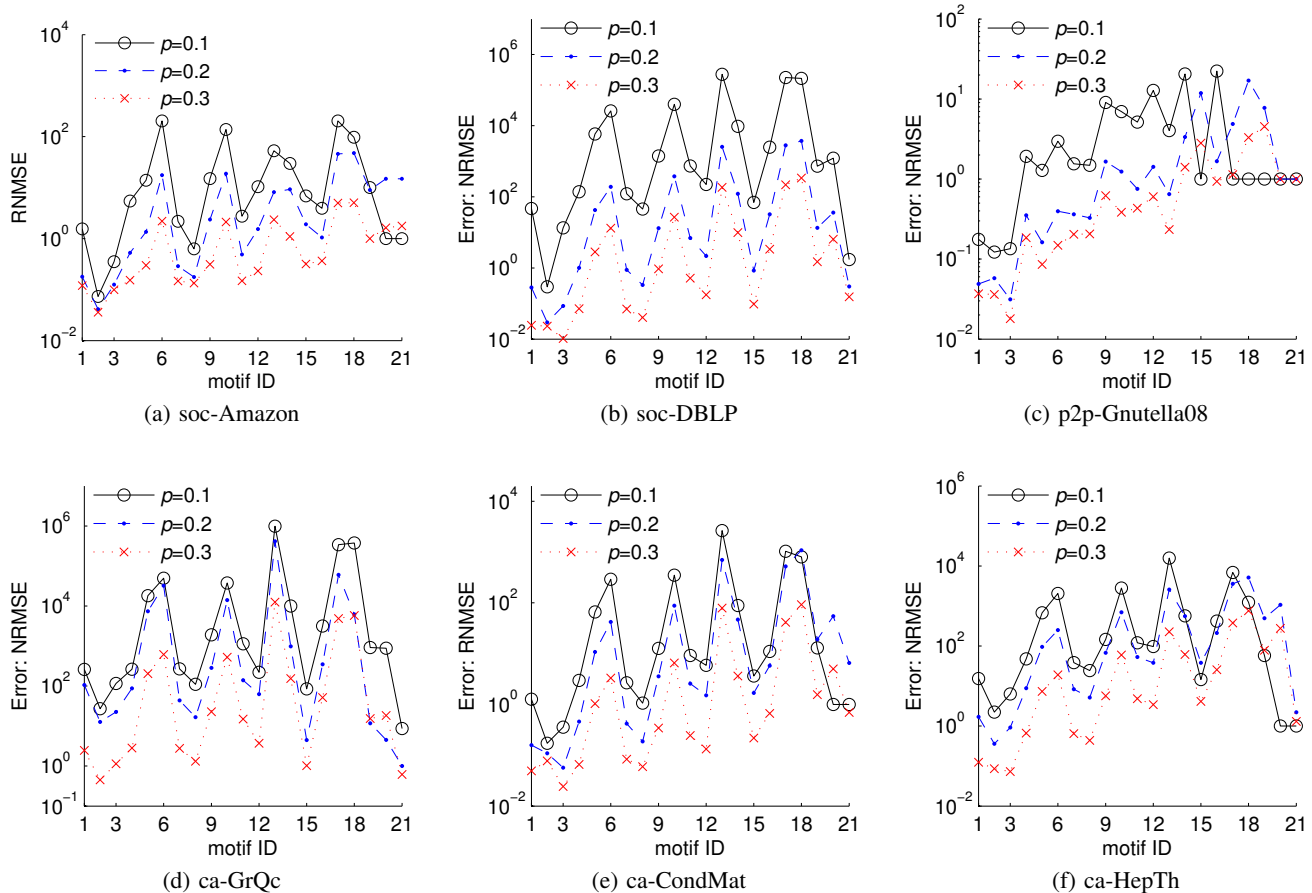 RNMSE
10^4
10^2
10^0
10^-2
p=0.1
p=0.2
p=0.3
1 3 6 9 12 15 18 21
motif ID
(a) soc-Amazon
Error: NRMSE
10^6
10^4
10^2
10^0
10^-2
p=0.1
p=0.2
p=0.3
1 3 6 9 12 15 18 21
motif ID
(b) soc-DBLP
Error: NRMSE
10^2
10^1
10^0
10^-1
10^-2
p=0.1
p=0.2
p=0.3
1 3 6 9 12 15 18 21
motif ID
(c) p2p-Gnutella08
Error: NRMSE
10^6
10^4
10^2
10^0
10^-1
p=0.1
p=0.2
p=0.3
1 3 6 9 12 15 18 21
motif ID
(d) ca-GrQc
Error: RNMSE
10^4
10^2
10^0
10^-2
p=0.1
p=0.2
p=0.3
1 3 6 9 12 15 18 21
motif ID
(e) ca-CondMat
Error: NRMSE
10^6
10^4
10^2
10^0
10^-2
p=0.1
p=0.2
p=0.3
1 3 6 9 12 15 18 21
motif ID
(f) ca-HepTh